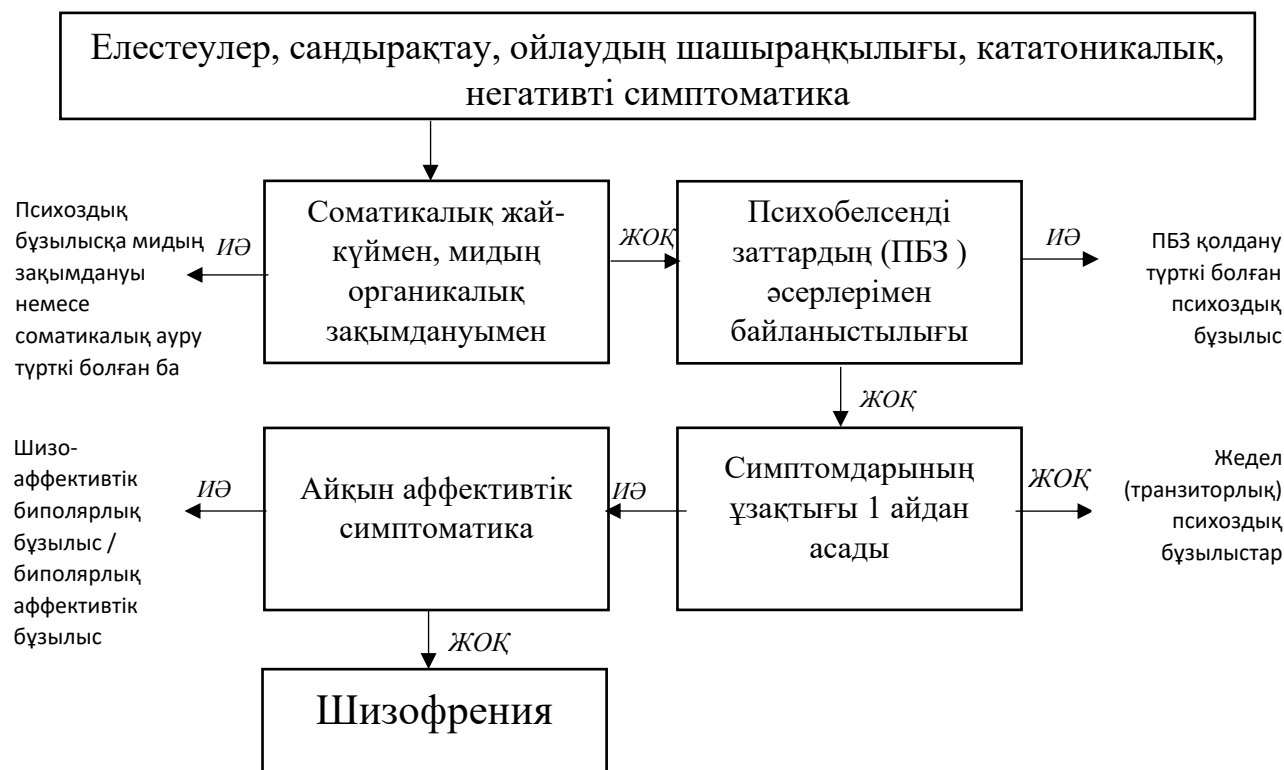 Елестеулер, сандырақтау, ойлаудың шашыраңқылығы, кататоникалық,
негативті симптоматика
Психоздық
бұзылысқа мидың
зақымдануы
немесе
соматикалық ауру
түрткі болған ба
ИӘ
Соматикалық жай-
күймен, мидың
органикалық
зақымдануымен
ЖОҚ
Психобелсенді
заттардың (ПБЗ )
әсерлерімен
байланыстылығы
ИӘ
ПБЗ қолдану
түрткі болған
психоздық
бұзылыс
ЖОҚ
Шизо-
аффективтік
биполярлық
бұзылыс /
биполярлық
аффективтік
бұзылыс
ИӘ
Айқын аффективтік
симптоматика
ИӘ
Симптомдарының
ұзақтығы 1 айдан
асады
ЖОҚ
Жедел
(транзиторлық)
психоздық
бұзылыстар
ЖОҚ
Шизофрения